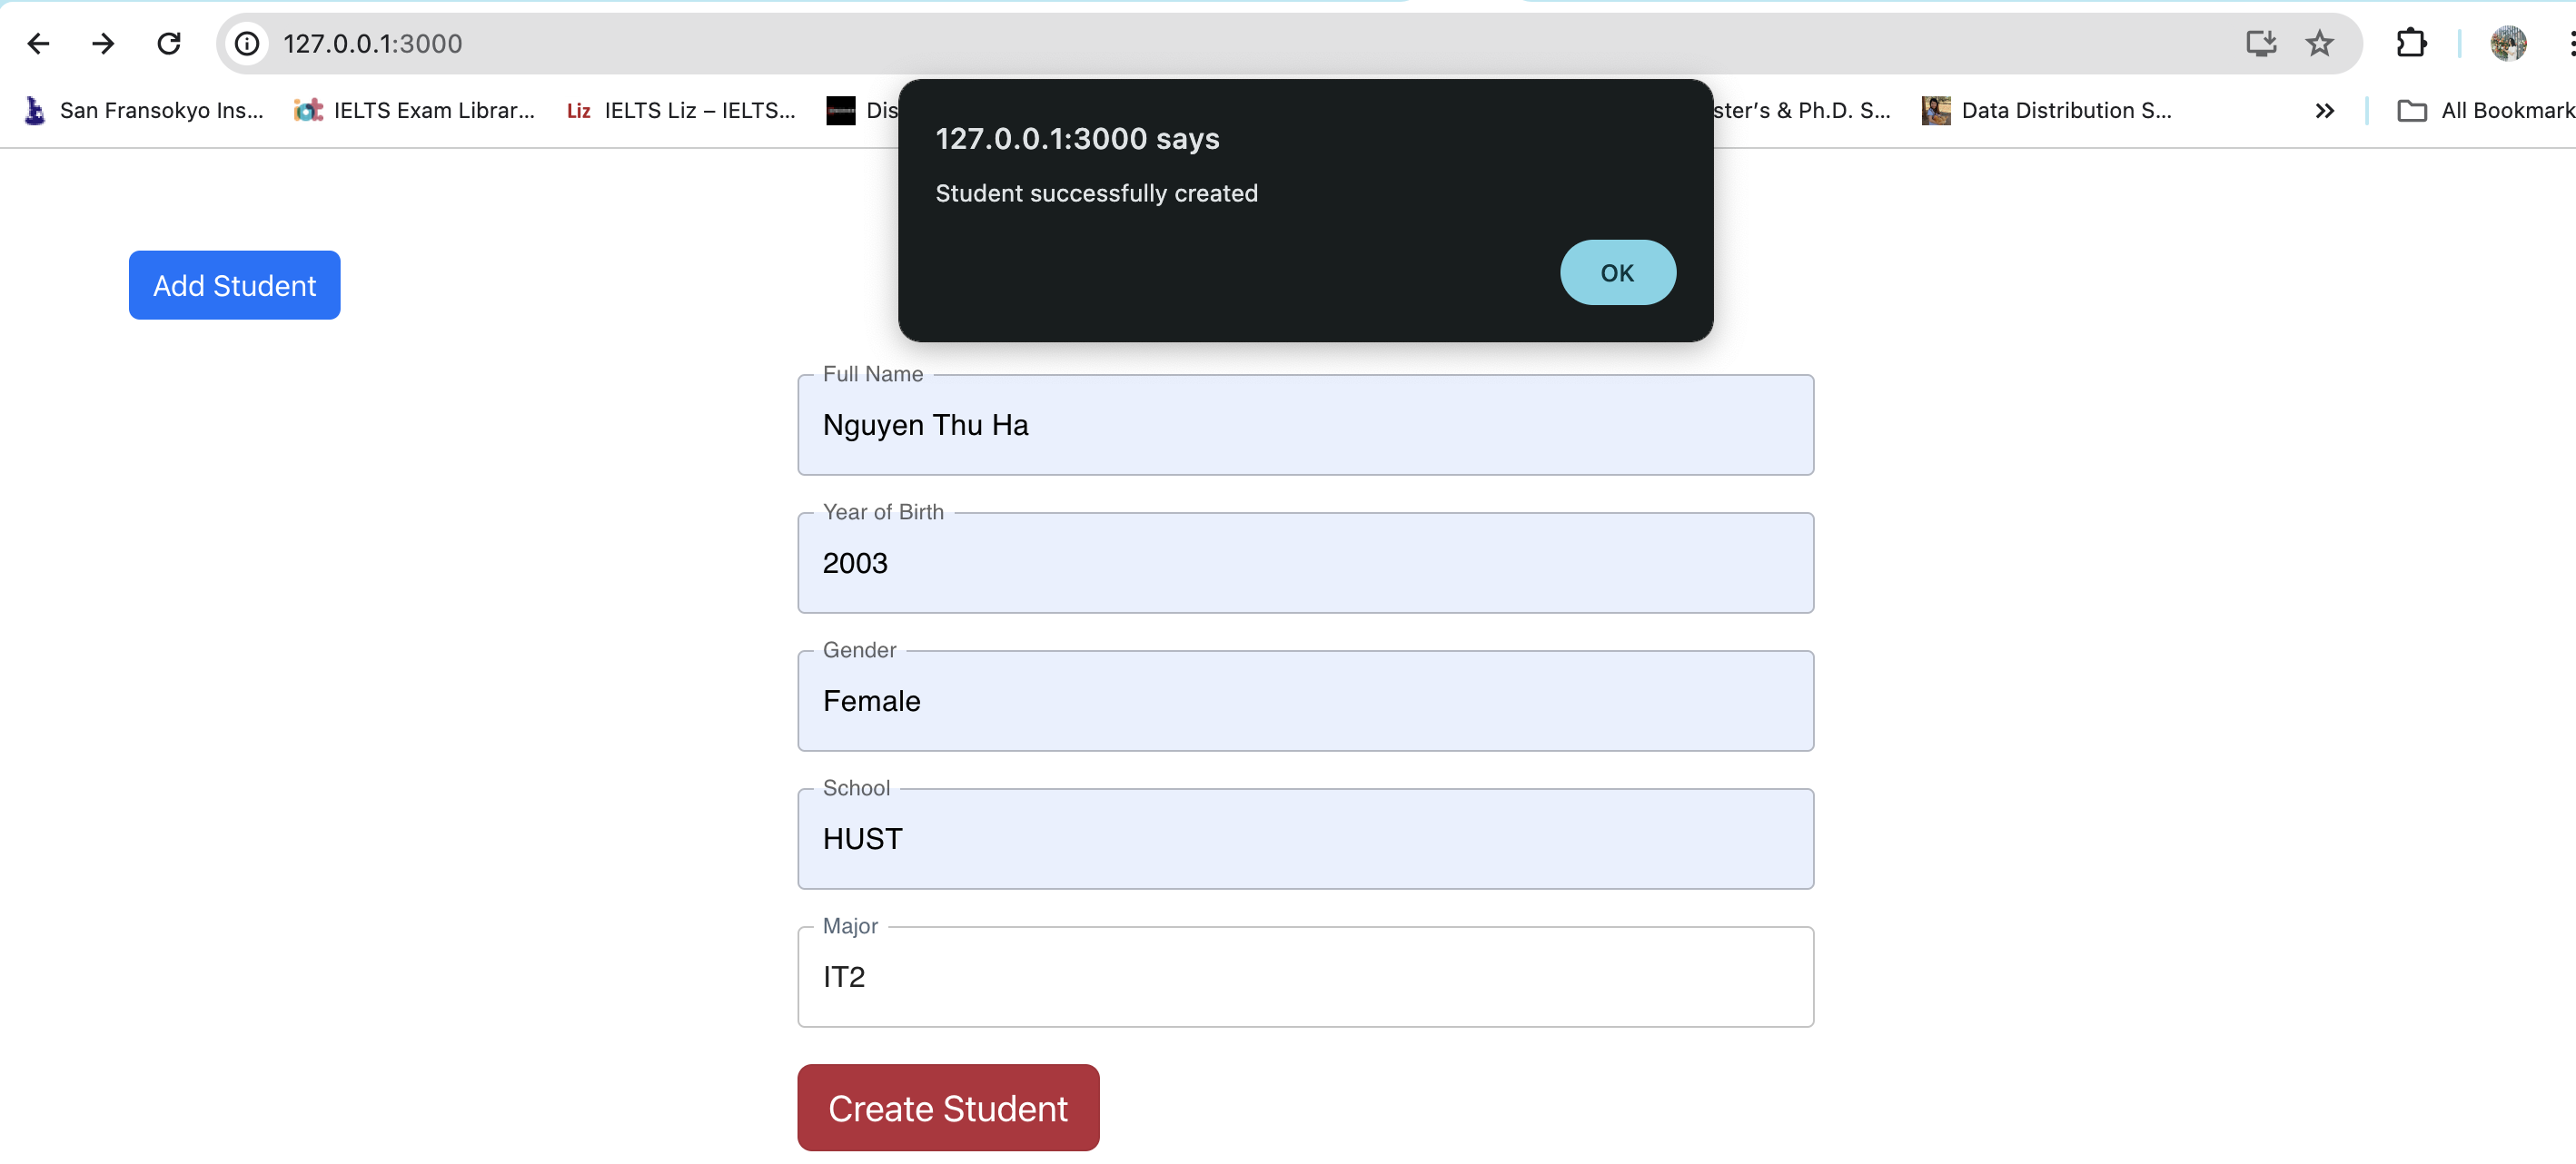 127.0.0.1:3000
San Fransokyo Ins...
IELTS Exam Librar...
Liz IELTS Liz – IELTS...
Dis
ster's & Ph.D. S...
Data Distribution S...
All Bookmark
127.0.0.1:3000 says
Student successfully created
OK
Add Student
Full Name
Nguyen Thu Ha
Year of Birth
2003
Gender
Female
School
HUST
Major
IT2
Create Student